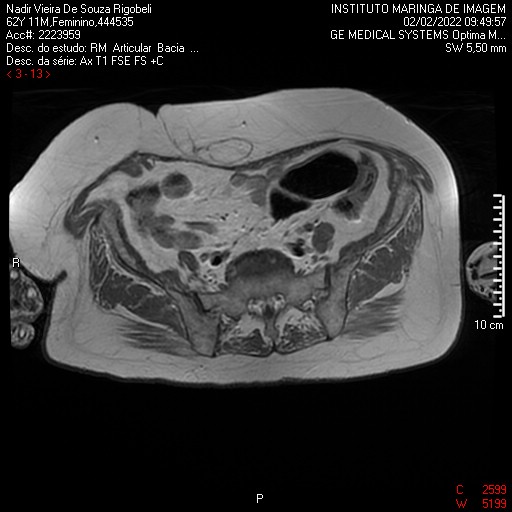 Nadir Vieira De Souza Rigobeli
62Y 11M,Feminino,444535
Acc#: 2223959
Desc. do estudo: RM Articular Bacia ...
Desc. da série: Ax T1 FSE FS +C
< 3 - 13 >
INSTITUTO MARINGA DE IMAGEM
02/02/2022 09:49:57
GE MEDICAL SYSTEMS Optima M...
SW 5,50 mm
R
10 cm
P
C 2599
W 5199